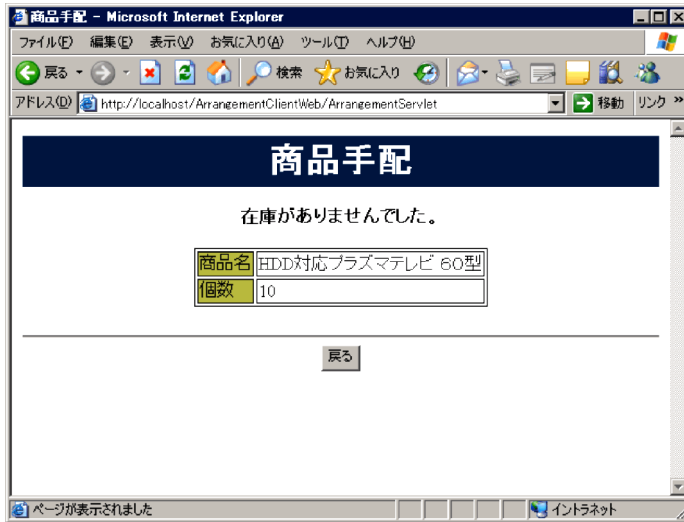 商品手配 - Microsoft Internet Explorer
ファイル(F) 編集(E) 表示(V) お気に入り(A) ツール(T) ヘルプ(H)
戻る 検索 お気に入り
アドレス(D) http://localhost/ArrangementClientWeb/ArrangementServlet 移動 リンク »
商品手配
在庫がありませんでした。
商品名 HDD対応プラズマテレビ 60型
個数 10
戻る
ページが表示されました イントラネット